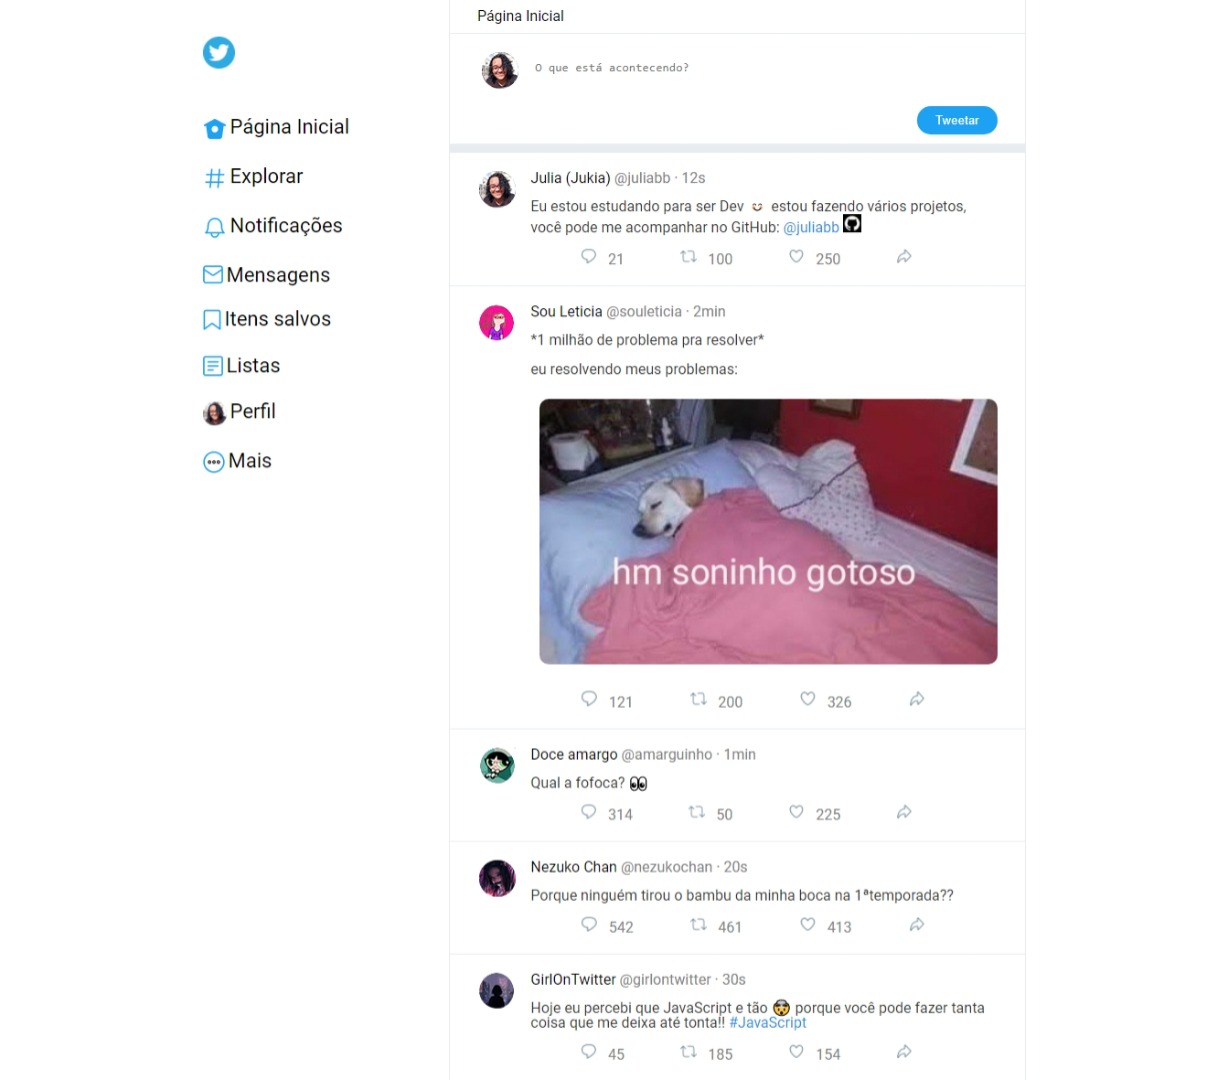 Página Inicial
Explorar
Notificações
Mensagens
Itens salvos
Listas
Perfil
Mais
Página Inicial
O que está acontecendo?
Tweetar
Julia (Jukia) @juliabb · 12s
Eu estou estudando para ser Dev estou fazendo vários projetos,
você pode me acompanhar no GitHub: @juliabb
21 100 250
Sou Leticia @souleticia · 2min
*1 milhão de problema pra resolver*
eu resolvendo meus problemas:
hm soninho gotoso
121 200 326
Doce amargo @amarguinho · 1min
Qual a fofoca? 👀
314 50 225
Nezuko Chan @nezukochan · 20s
Porque ninguém tirou o bambu da minha boca na 1ªtemporada??
542 461 413
GirlOnTwitter @girlontwitter · 30s
Hoje eu percebi que JavaScript e tão 🤯 porque você pode fazer tanta
coisa que me deixa até tonta!! #JavaScript
45 185 154